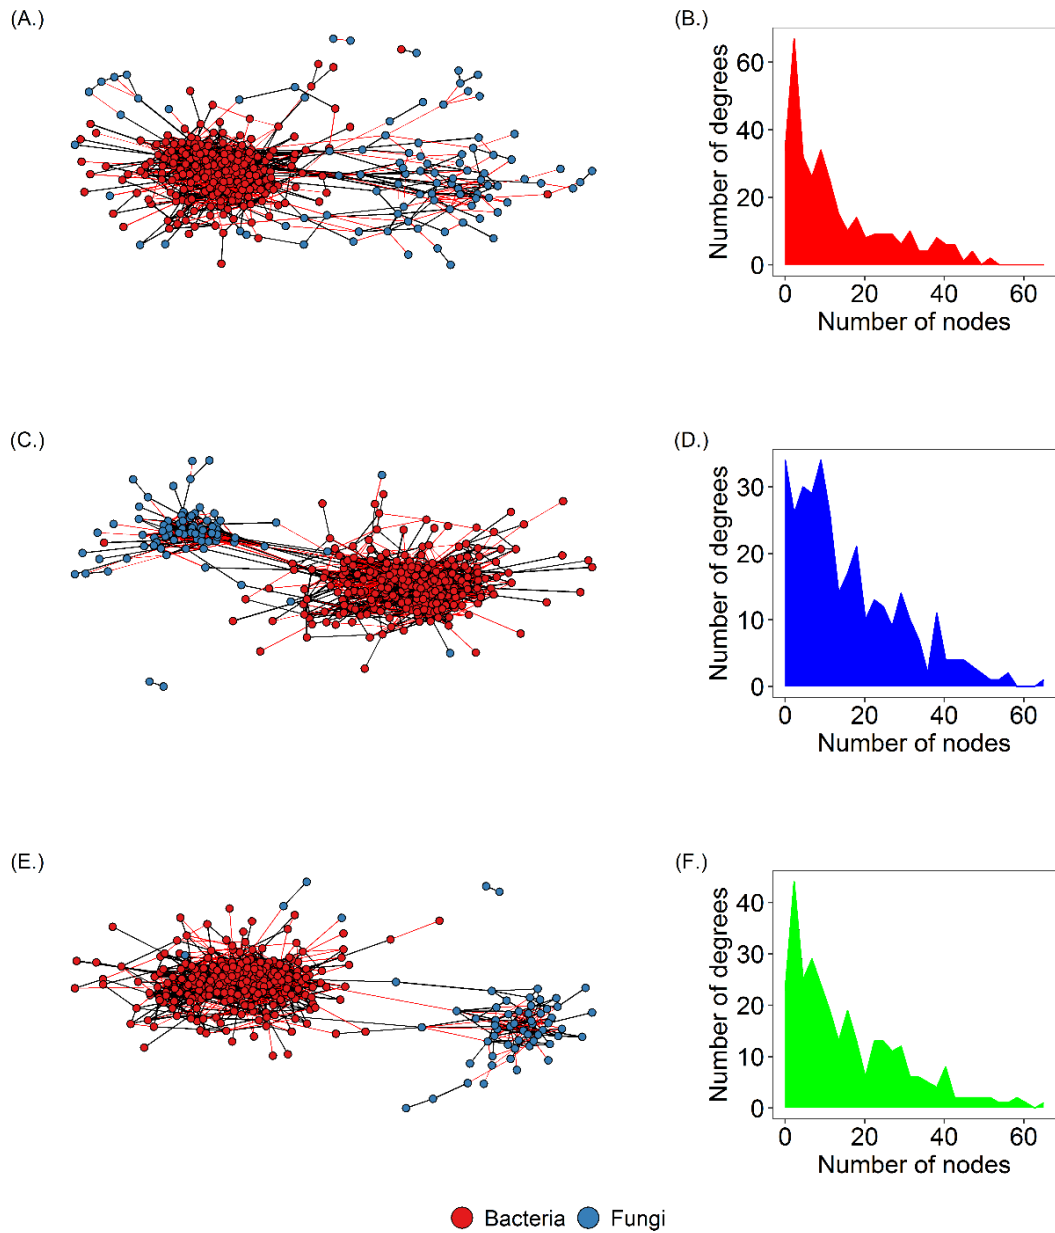 (A.)
(B.)
Number of degrees
60
40
20
0
0 20 40 60
Number of nodes
(C.)
(D.)
Number of degrees
30
20
10
0
0 20 40 60
Number of nodes
(E.)
(F.)
Number of degrees
40
30
20
10
0
0 20 40 60
Number of nodes
Bacteria Fungi